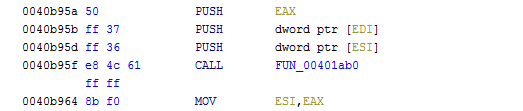 0040b95a 50 PUSH EAX
0040b95b ff 37 PUSH dword ptr [EDI]
0040b95d ff 36 PUSH dword ptr [ESI]
0040b95f e8 4c 61 CALL FUN_00401ab0
ff ff
0040b964 8b f0 MOV ESI,EAX